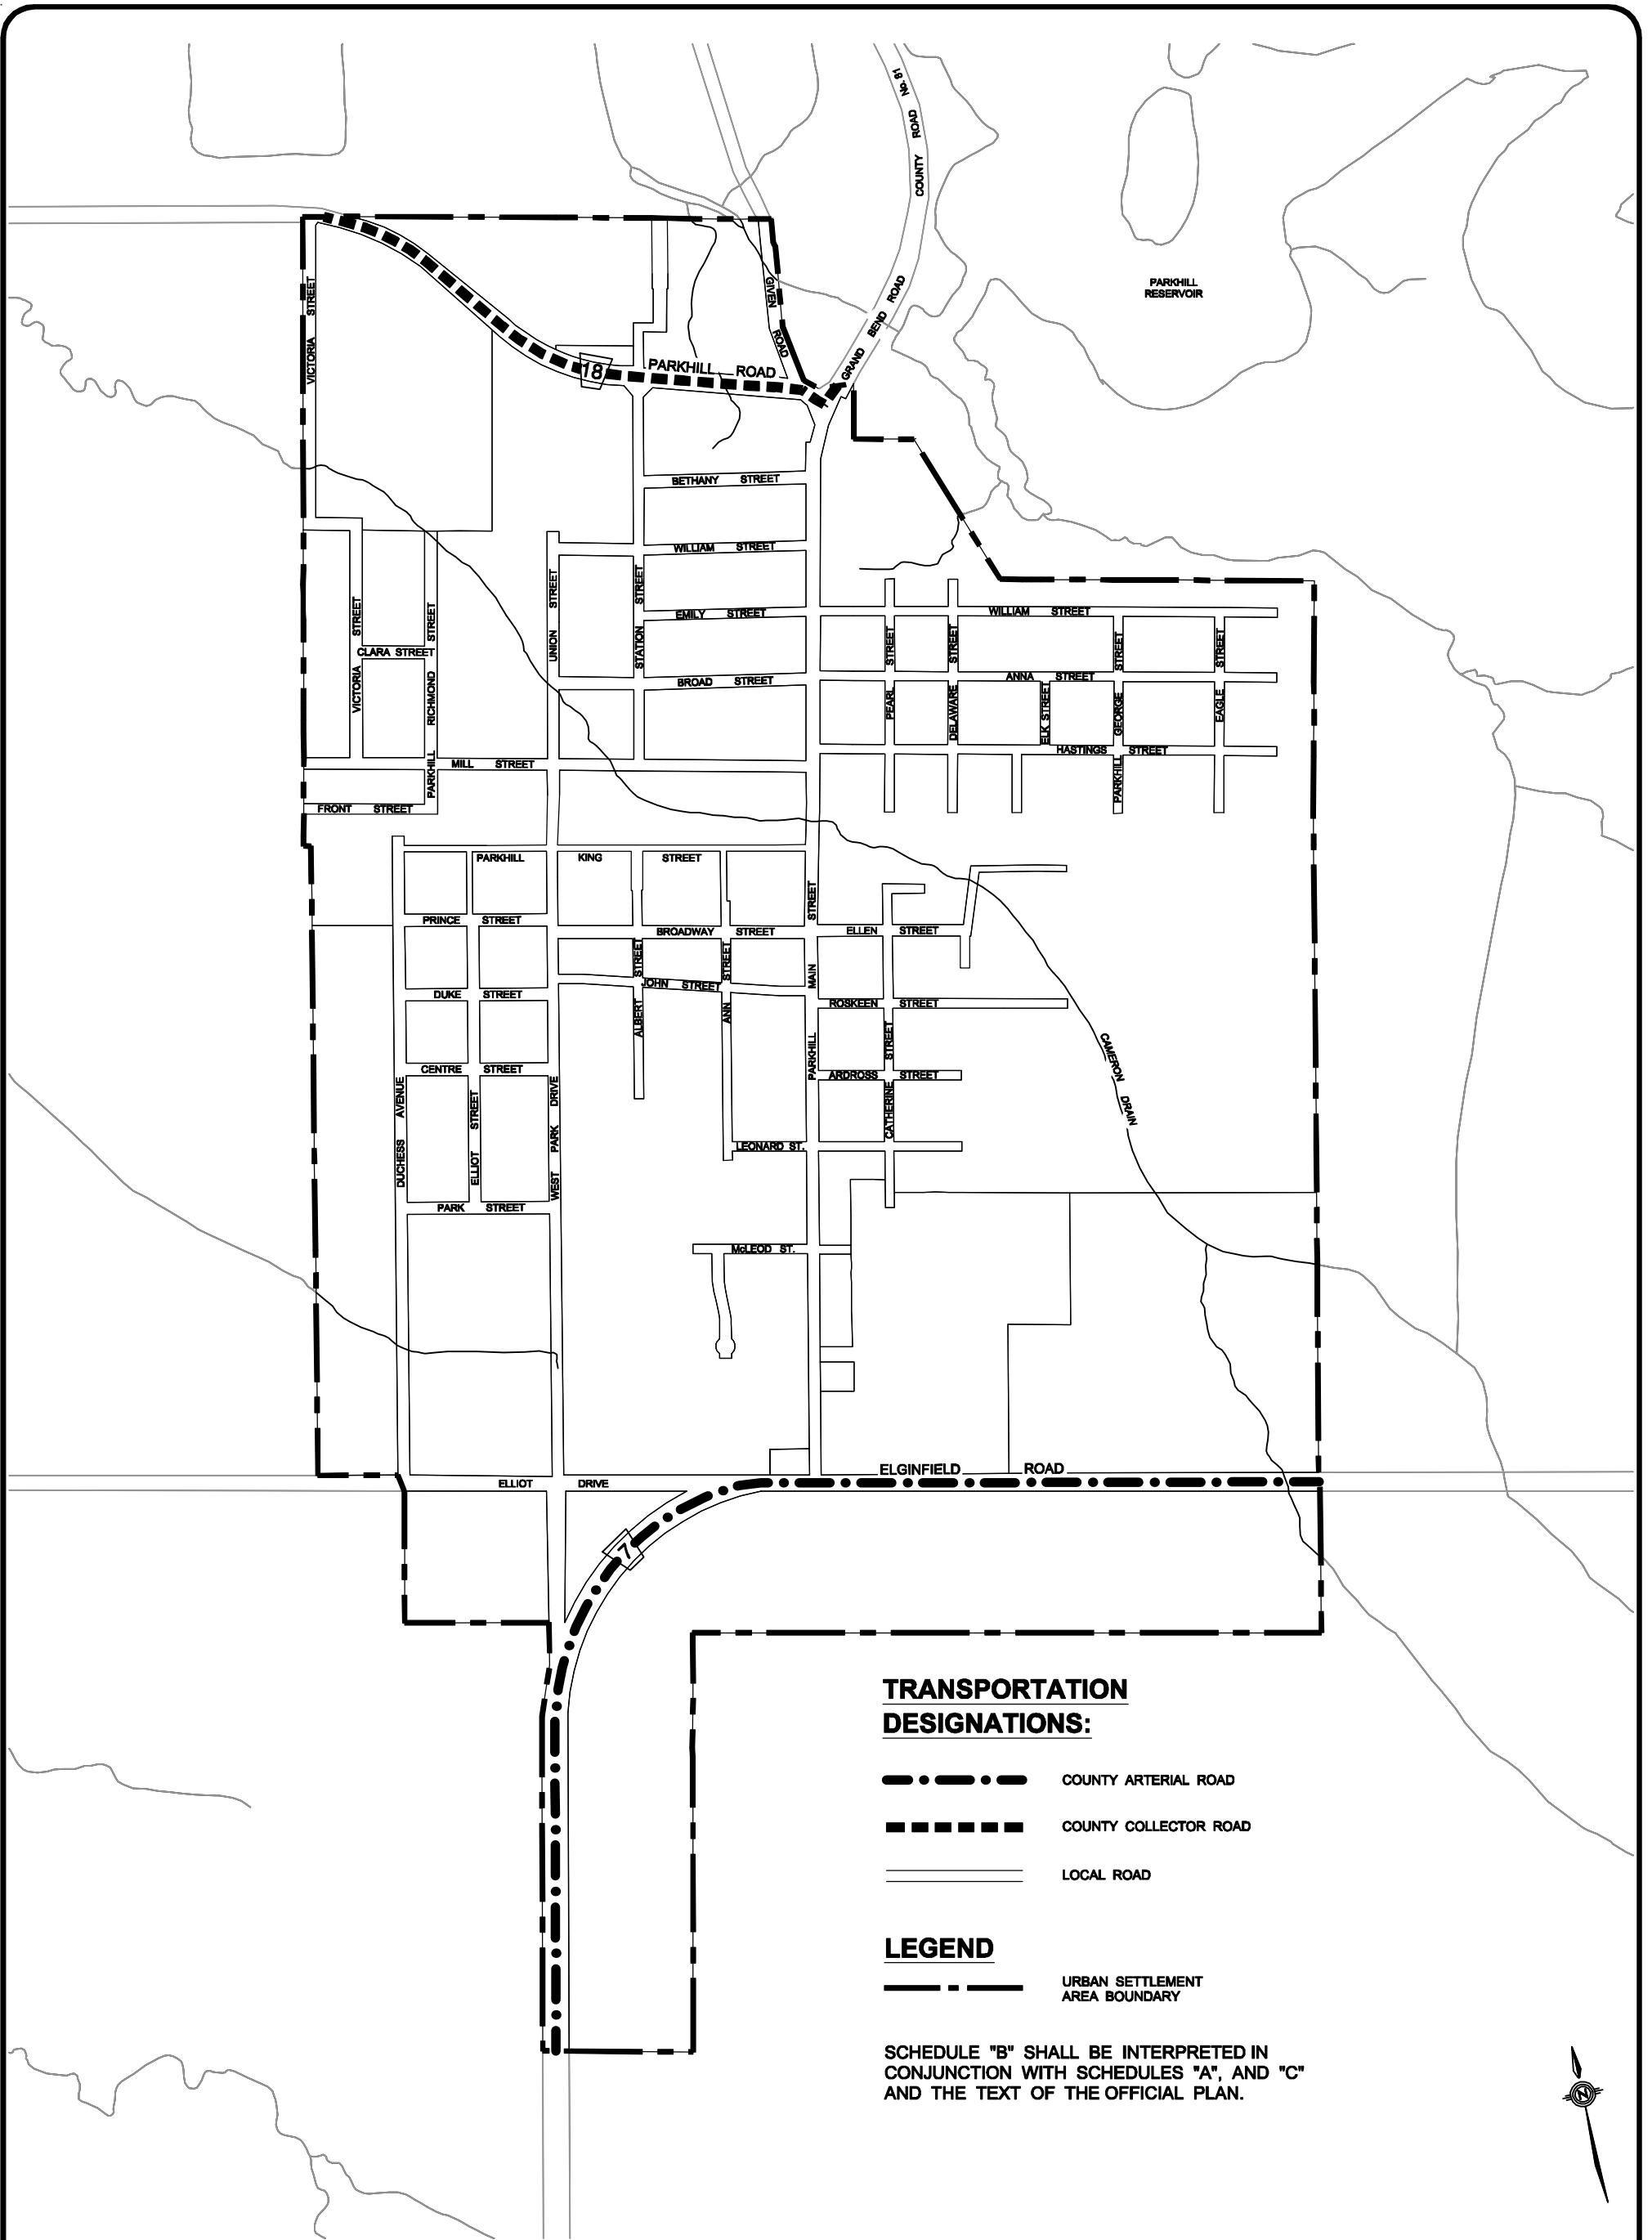 COUNTY ROAD No. 81
PARKHILL
RESERVOIR
GRAND BEND ROAD
GIVEN ROAD
VICTORIA STREET
18
PARKHILL ROAD
BETHANY STREET
WILLIAM STREET
EMILY STREET
BROAD STREET
UNION STREET
STATION STREET
VICTORIA STREET
CLARA STREET
PARKHILL RICHMOND STREET
MILL STREET
FRONT STREET
WILLIAM STREET
ANNA STREET
HASTINGS STREET
PEARL STREET
DELAWARE STREET
ELK STREET
PARKHILL GEORGE STREET
EAGLE STREET
PARKHILL KING STREET
PRINCE STREET
BROADWAY STREET
ELLEN STREET
DUKE STREET
JOHN STREET
ALBERT STREET
ANN STREET
PARKHILL MAIN STREET
ROSKEEN STREET
CENTRE STREET
ARDROSS STREET
CATHERINE STREET
CAMERON DRAIN
DUCHESS AVENUE
ELLIOT STREET
WEST PARK DRIVE
LEONARD ST.
PARK STREET
McLEOD ST.
ELGINFIELD ROAD
ELLIOT DRIVE
7
TRANSPORTATION
DESIGNATIONS:
COUNTY ARTERIAL ROAD
COUNTY COLLECTOR ROAD
LOCAL ROAD
LEGEND
URBAN SETTLEMENT
AREA BOUNDARY
SCHEDULE "B" SHALL BE INTERPRETED IN
CONJUNCTION WITH SCHEDULES "A", AND "C"
AND THE TEXT OF THE OFFICIAL PLAN.
N